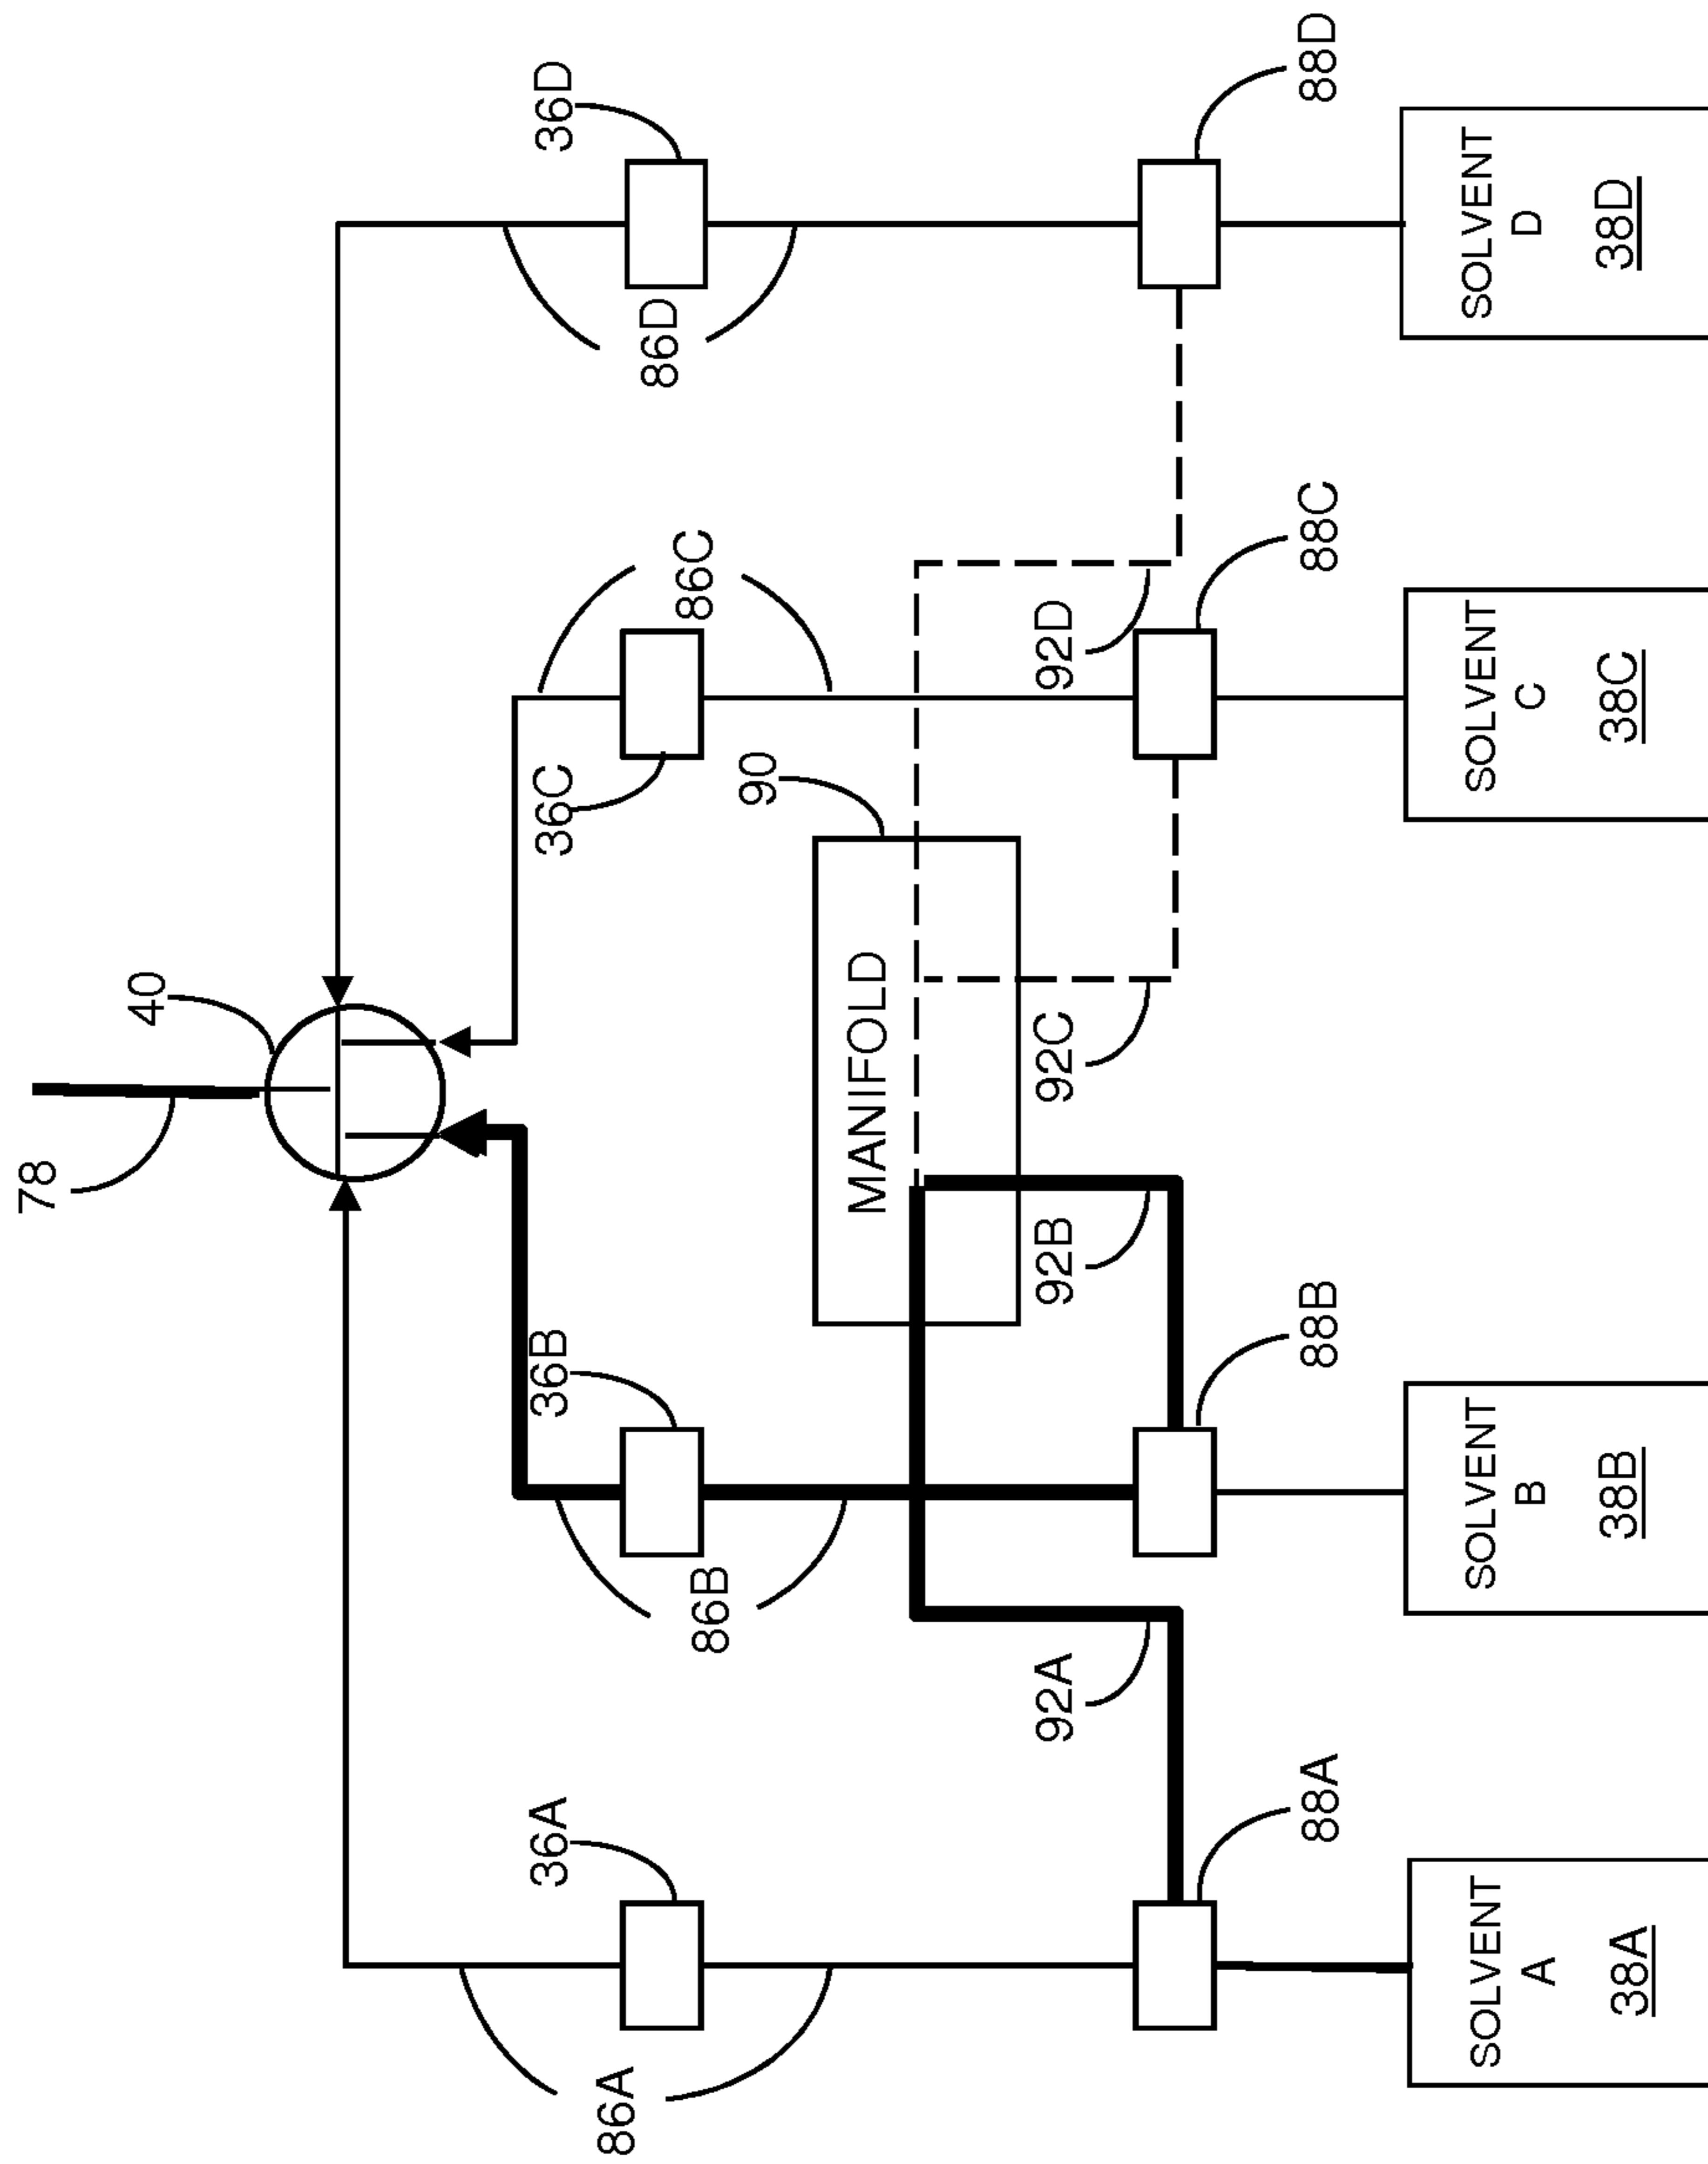 78
40
36A
36B
36C
36D
86A
86B
86C
86D
90
MANIFOLD
92A
92B
92C
92D
88A
88B
88C
88D
SOLVENT
A
38A
SOLVENT
B
38B
SOLVENT
C
38C
SOLVENT
D
38D